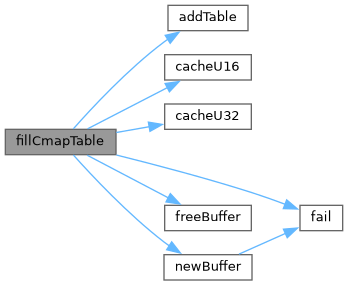 addTable
cacheU16
cacheU32
fillCmapTable
freeBuffer
fail
newBuffer